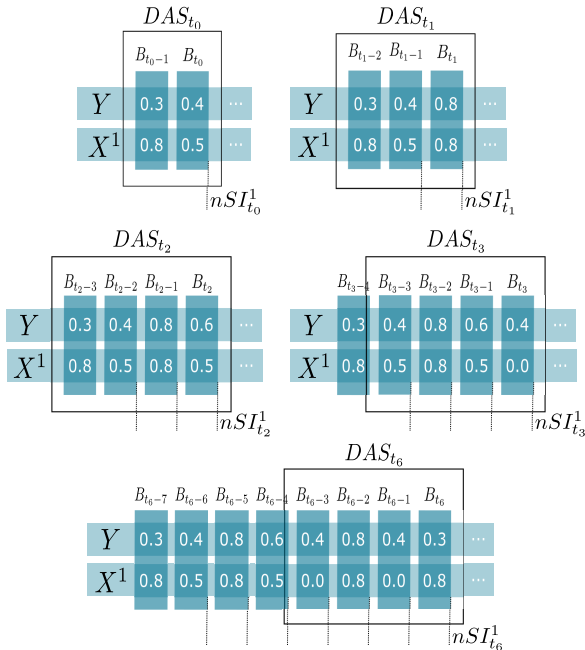 DAS_{t_0} DAS_{t_1}
B_{t_0-1} B_{t_0} B_{t_1-2} B_{t_1-1} B_{t_1}
Y 0.3 0.4 ... Y 0.3 0.4 0.8 ...
X^1 0.8 0.5 ... X^1 0.8 0.5 0.8 ...
nSI^1_{t_0} nSI^1_{t_1}
DAS_{t_2} DAS_{t_3}
B_{t_2-3} B_{t_2-2} B_{t_2-1} B_{t_2} B_{t_3-4} B_{t_3-3} B_{t_3-2} B_{t_3-1} B_{t_3}
Y 0.3 0.4 0.8 0.6 ... Y 0.3 0.4 0.8 0.6 0.4 ...
X^1 0.8 0.5 0.8 0.5 ... X^1 0.8 0.5 0.8 0.5 0.0 ...
nSI^1_{t_2} nSI^1_{t_3}
DAS_{t_6}
B_{t_6-7} B_{t_6-6} B_{t_6-5} B_{t_6-4} B_{t_6-3} B_{t_6-2} B_{t_6-1} B_{t_6}
Y 0.3 0.4 0.8 0.6 0.4 0.8 0.4 0.3 ...
X^1 0.8 0.5 0.8 0.5 0.0 0.8 0.0 0.8 ...
nSI^1_{t_6}